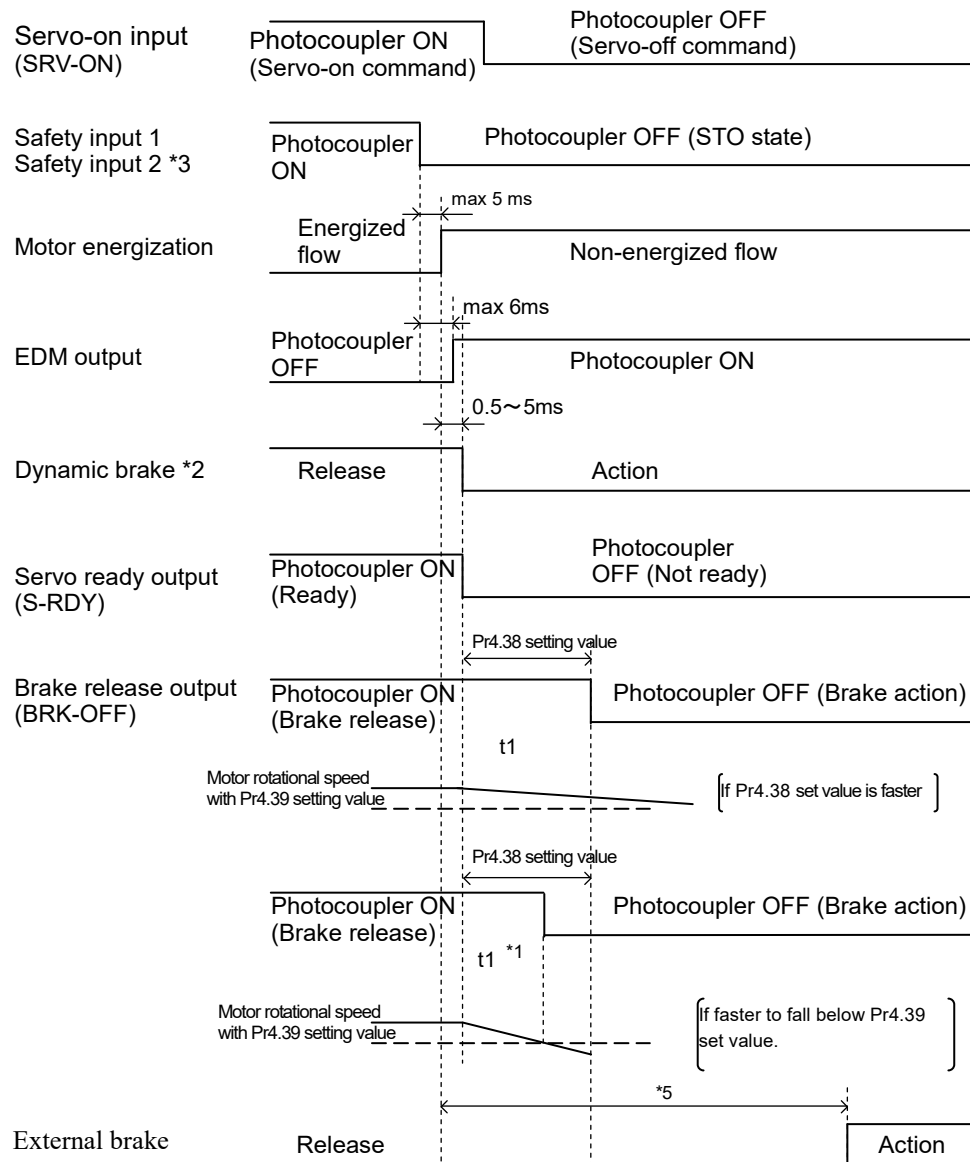 Servo-on input
(SRV-ON)
Photocoupler ON
(Servo-on command)
Photocoupler OFF
(Servo-off command)
Safety input 1
Safety input 2 *3
Photocoupler
ON
Photocoupler OFF (STO state)
max 5 ms
Motor energization
Energized
flow
Non-energized flow
max 6ms
EDM output
Photocoupler
OFF
Photocoupler ON
0.5～5ms
Dynamic brake *2
Release
Action
Servo ready output
(S-RDY)
Photocoupler ON
(Ready)
Photocoupler
OFF (Not ready)
Pr4.38 setting value
Brake release output
(BRK-OFF)
Photocoupler ON
(Brake release)
Photocoupler OFF (Brake action)
t1
Motor rotational speed
with Pr4.39 setting value
If Pr4.38 set value is faster
Pr4.38 setting value
Photocoupler ON
(Brake release)
Photocoupler OFF (Brake action)
t1 *1
Motor rotational speed
with Pr4.39 setting value
If faster to fall below Pr4.39
set value.
*5
External brake
Release
Action